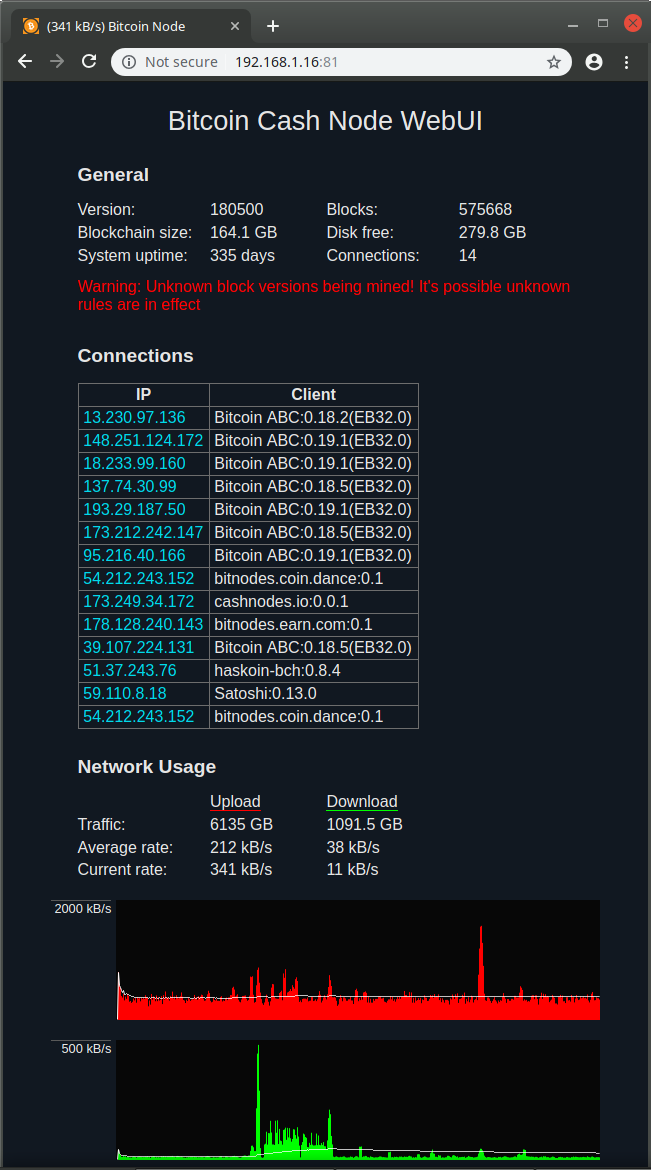 (341 kB/s) Bitcoin Node
Not secure 192.168.1.16:81
Bitcoin Cash Node WebUI
General
Version: 180500 Blocks: 575668
Blockchain size: 164.1 GB Disk free: 279.8 GB
System uptime: 335 days Connections: 14
Warning: Unknown block versions being mined! It's possible unknown
rules are in effect
Connections
IP Client
13.230.97.136 Bitcoin ABC:0.18.2(EB32.0)
148.251.124.172 Bitcoin ABC:0.19.1(EB32.0)
18.233.99.160 Bitcoin ABC:0.19.1(EB32.0)
137.74.30.99 Bitcoin ABC:0.18.5(EB32.0)
193.29.187.50 Bitcoin ABC:0.19.1(EB32.0)
173.212.242.147 Bitcoin ABC:0.18.5(EB32.0)
95.216.40.166 Bitcoin ABC:0.19.1(EB32.0)
54.212.243.152 bitnodes.coin.dance:0.1
173.249.34.172 cashnodes.io:0.0.1
178.128.240.143 bitnodes.earn.com:0.1
39.107.224.131 Bitcoin ABC:0.18.5(EB32.0)
51.37.243.76 haskoin-bch:0.8.4
59.110.8.18 Satoshi:0.13.0
54.212.243.152 bitnodes.coin.dance:0.1
Network Usage
Upload Download
Traffic: 6135 GB 1091.5 GB
Average rate: 212 kB/s 38 kB/s
Current rate: 341 kB/s 11 kB/s
2000 kB/s
500 kB/s